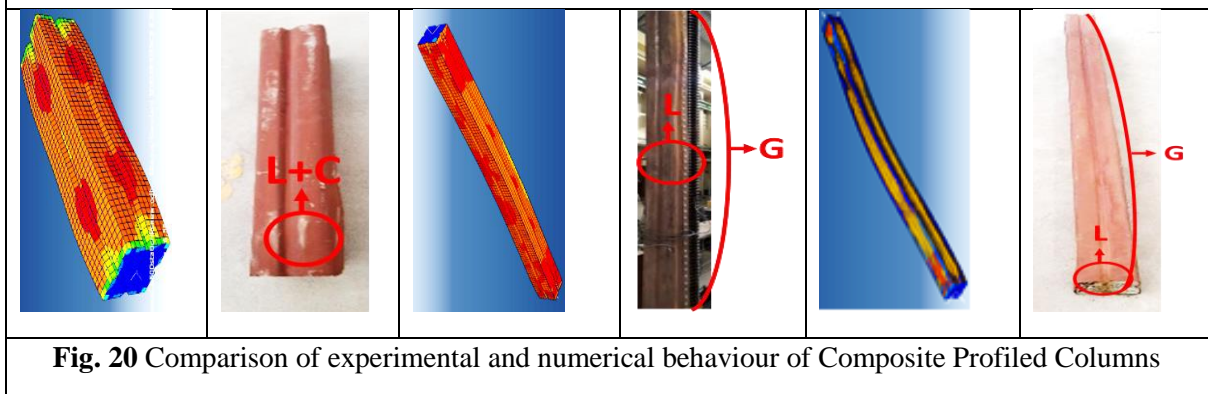 L+C
L
G
L
G
Fig. 20 Comparison of experimental and numerical behaviour of Composite Profiled Columns